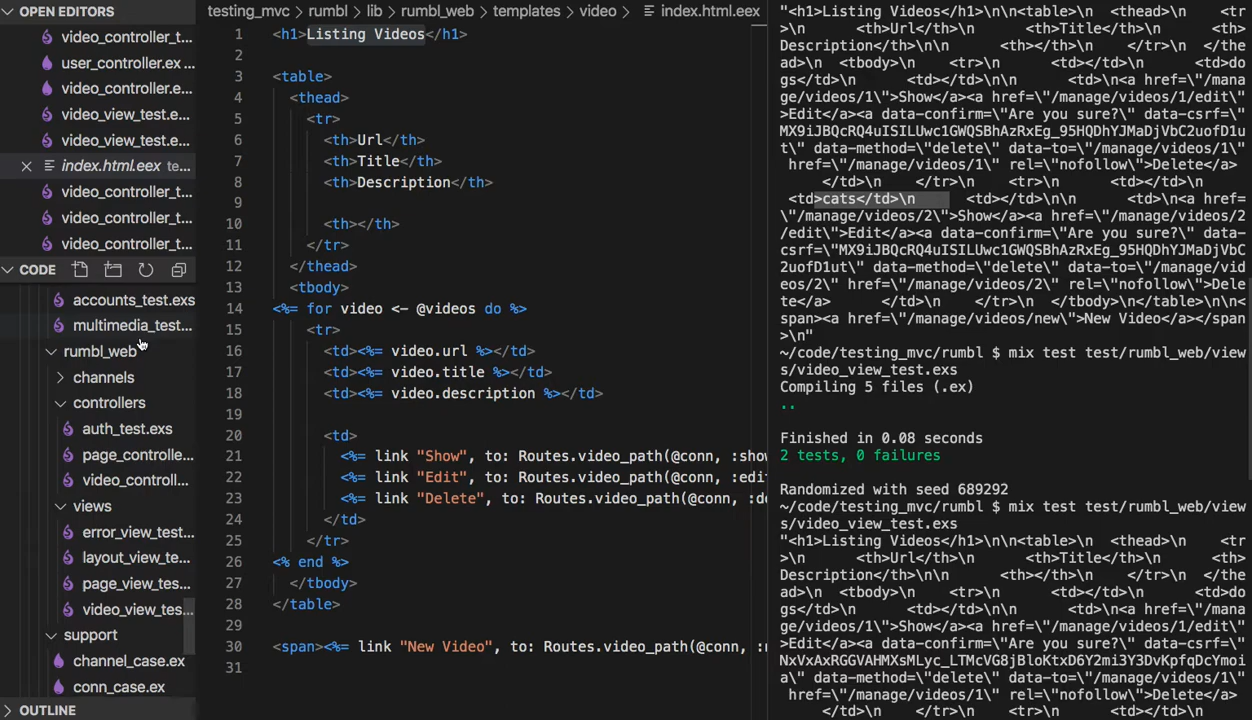 OPEN EDITORS
video_controller_t...
user_controller.ex ...
video_controller.e...
video_view_test.e...
video_view_test.e...
index.html.eex te...
video_controller_t...
video_controller_t...
video_controller_t...
CODE
accounts_test.exs
multimedia_test...
rumbl_web
channels
controllers
auth_test.exs
page_controlle...
video_controll...
views
error_view_test...
layout_view_te...
page_view_tes...
video_view_tes...
support
channel_case.ex
conn_case.ex
OUTLINE
testing_mvc > rumbl > lib > rumbl_web > templates > video > index.html.eex
1 <h1>Listing Videos</h1>
2
3 <table>
4 <thead>
5 <tr>
6 <th>Url</th>
7 <th>Title</th>
8 <th>Description</th>
9
10 <th></th>
11 </tr>
12 </thead>
13 <tbody>
14 <%= for video <- @videos do %>
15 <tr>
16 <td><%= video.url %></td>
17 <td><%= video.title %></td>
18 <td><%= video.description %></td>
19
20 <td>
21 <%= link "Show", to: Routes.video_path(@conn, :sho
22 <%= link "Edit", to: Routes.video_path(@conn, :edi
23 <%= link "Delete", to: Routes.video_path(@conn, :de
24 </td>
25 </tr>
26 <% end %>
27 </tbody>
28 </table>
29
30 <span><%= link "New Video", to: Routes.video_path(@conn, :
31
"<h1>Listing Videos</h1>\n\n<table>\n  <thead>\n    <tr
>\n      <th>Url</th>\n      <th>Title</th>\n      <th>
Description</th>\n\n      <th></th>\n    </tr>\n  </the
ad>\n  <tbody>\n    <tr>\n      <td></td>\n      <td>do
gs</td>\n      <td></td>\n\n      <td>\n<a href=\"/mana
ge/videos/1\">Show</a><a href=\"/manage/videos/1/edit\"
>Edit</a><a data-confirm=\"Are you sure?\" data-csrf=\"
MX9iJBQcRQ4uISILUwc1GWQSBhAzRxEg_95HQDhYJMaDjVbC2uofD1u
t\" data-method=\"delete\" data-to=\"/manage/videos/1\"
 href=\"/manage/videos/1\" rel=\"nofollow\">Delete</a>
      </td>\n    </tr>\n    <tr>\n      <td></td>\n
 <td>cats</td>\n      <td></td>\n\n      <td>\n<a href=
\"/manage/videos/2\">Show</a><a href=\"/manage/videos/2
/edit\">Edit</a><a data-confirm=\"Are you sure?\" data-
csrf=\"MX9iJBQcRQ4uISILUwc1GWQSBhAzRxEg_95HQDhYJMaDjVbC
2uofD1ut\" data-method=\"delete\" data-to=\"/manage/vid
eos/2\" href=\"/manage/videos/2\" rel=\"nofollow\">Dele
te</a>      </td>\n    </tr>\n  </tbody>\n</table>\n\n<
span><a href=\"/manage/videos/new\">New Video</a></span
>\n"
~/code/testing_mvc/rumbl $ mix test test/rumbl_web/view
s/video_view_test.exs
Compiling 5 files (.ex)
..
Finished in 0.08 seconds
2 tests, 0 failures
Randomized with seed 689292
~/code/testing_mvc/rumbl $ mix test test/rumbl_web/view
s/video_view_test.exs
"<h1>Listing Videos</h1>\n\n<table>\n  <thead>\n    <tr
>\n      <th>Url</th>\n      <th>Title</th>\n      <th>
Description</th>\n\n      <th></th>\n    </tr>\n  </the
ad>\n  <tbody>\n    <tr>\n      <td></td>\n      <td>do
gs</td>\n      <td></td>\n\n      <td>\n<a href=\"/mana
ge/videos/1\">Show</a><a href=\"/manage/videos/1/edit\"
>Edit</a><a data-confirm=\"Are you sure?\" data-csrf=\"
NxVxAxRGGVAHMXsMLyc_LTMcVG8jBloKtxD6Y2mi3Y3DvKpfqDcYmoi
a\" data-method=\"delete\" data-to=\"/manage/videos/1\"
 href=\"/manage/videos/1\" rel=\"nofollow\">Delete</a>
      </td>\n    </tr>\n    <tr>\n      <td></td>\n